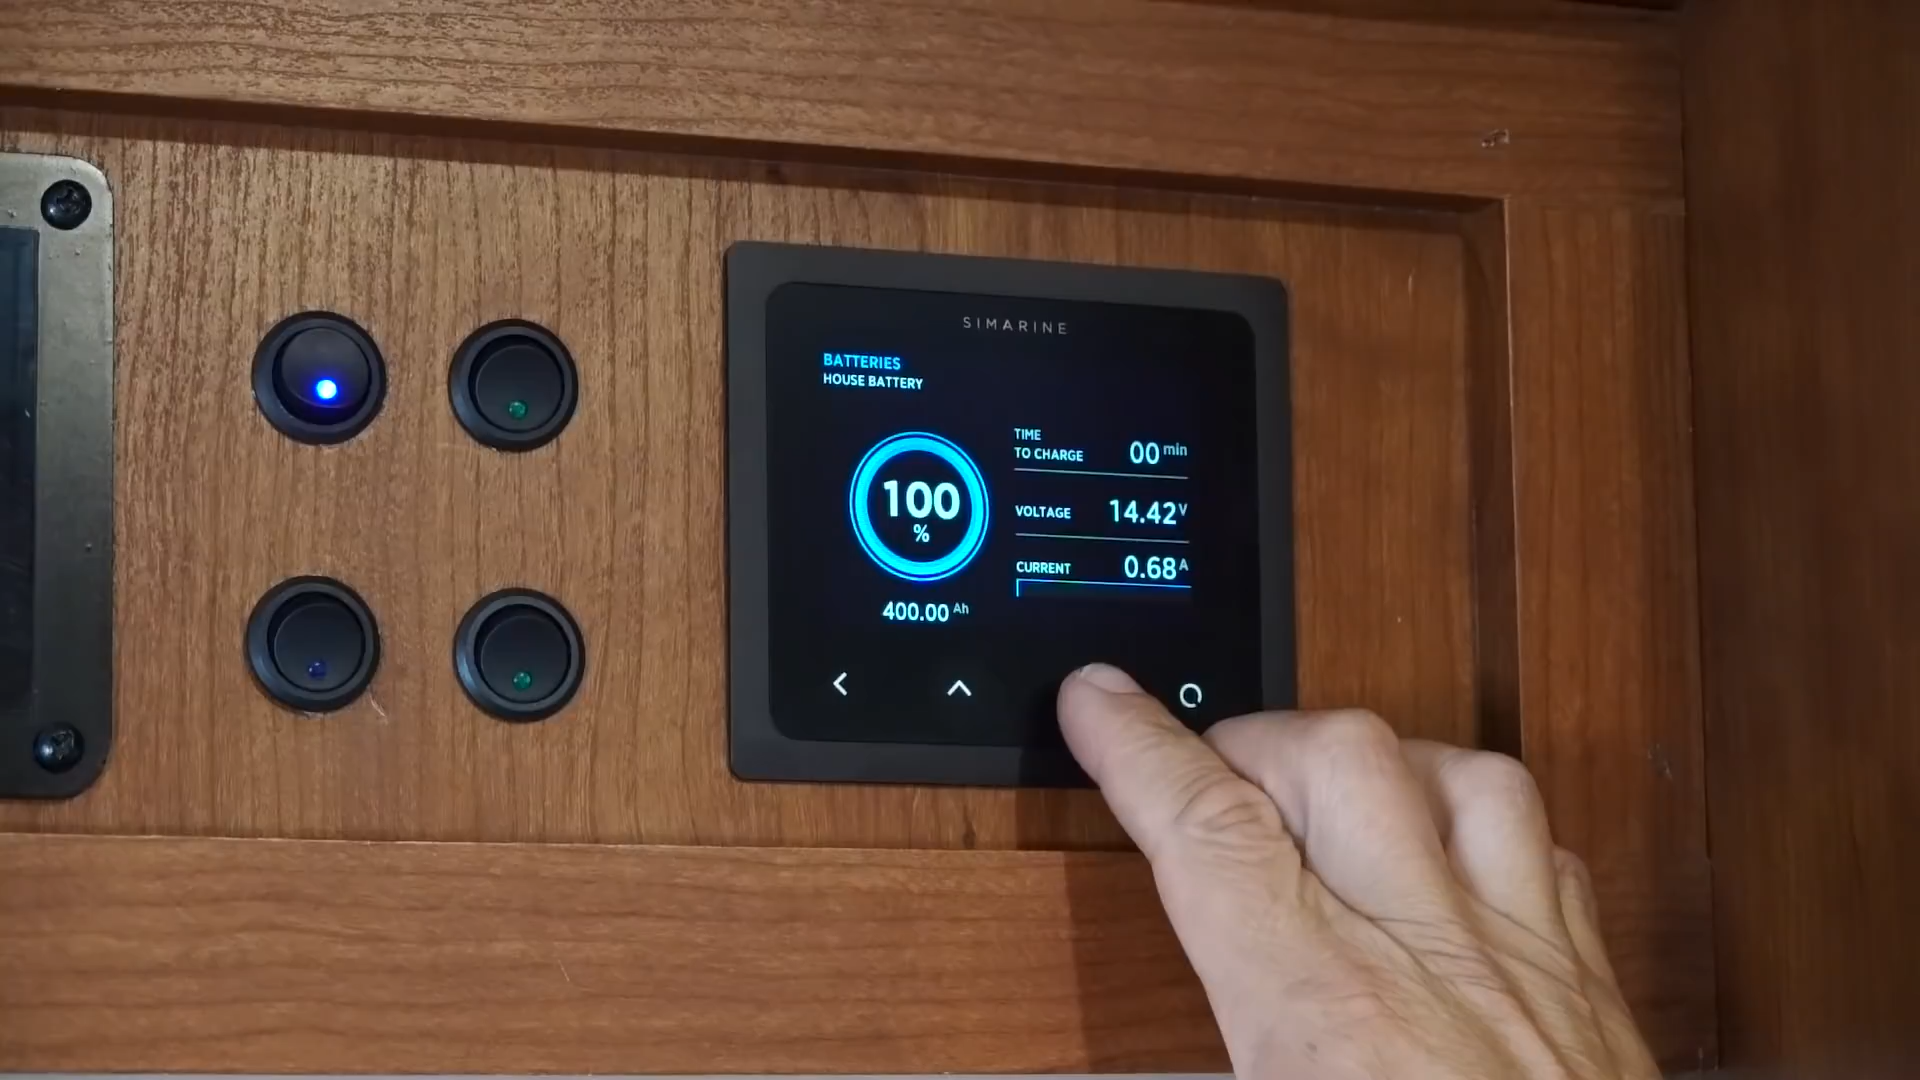 SIMARINE
BATTERIES
HOUSE BATTERY
TIME
TO CHARGE 00 min
100
%
VOLTAGE 14.42 V
CURRENT 0.68 A
400.00 Ah